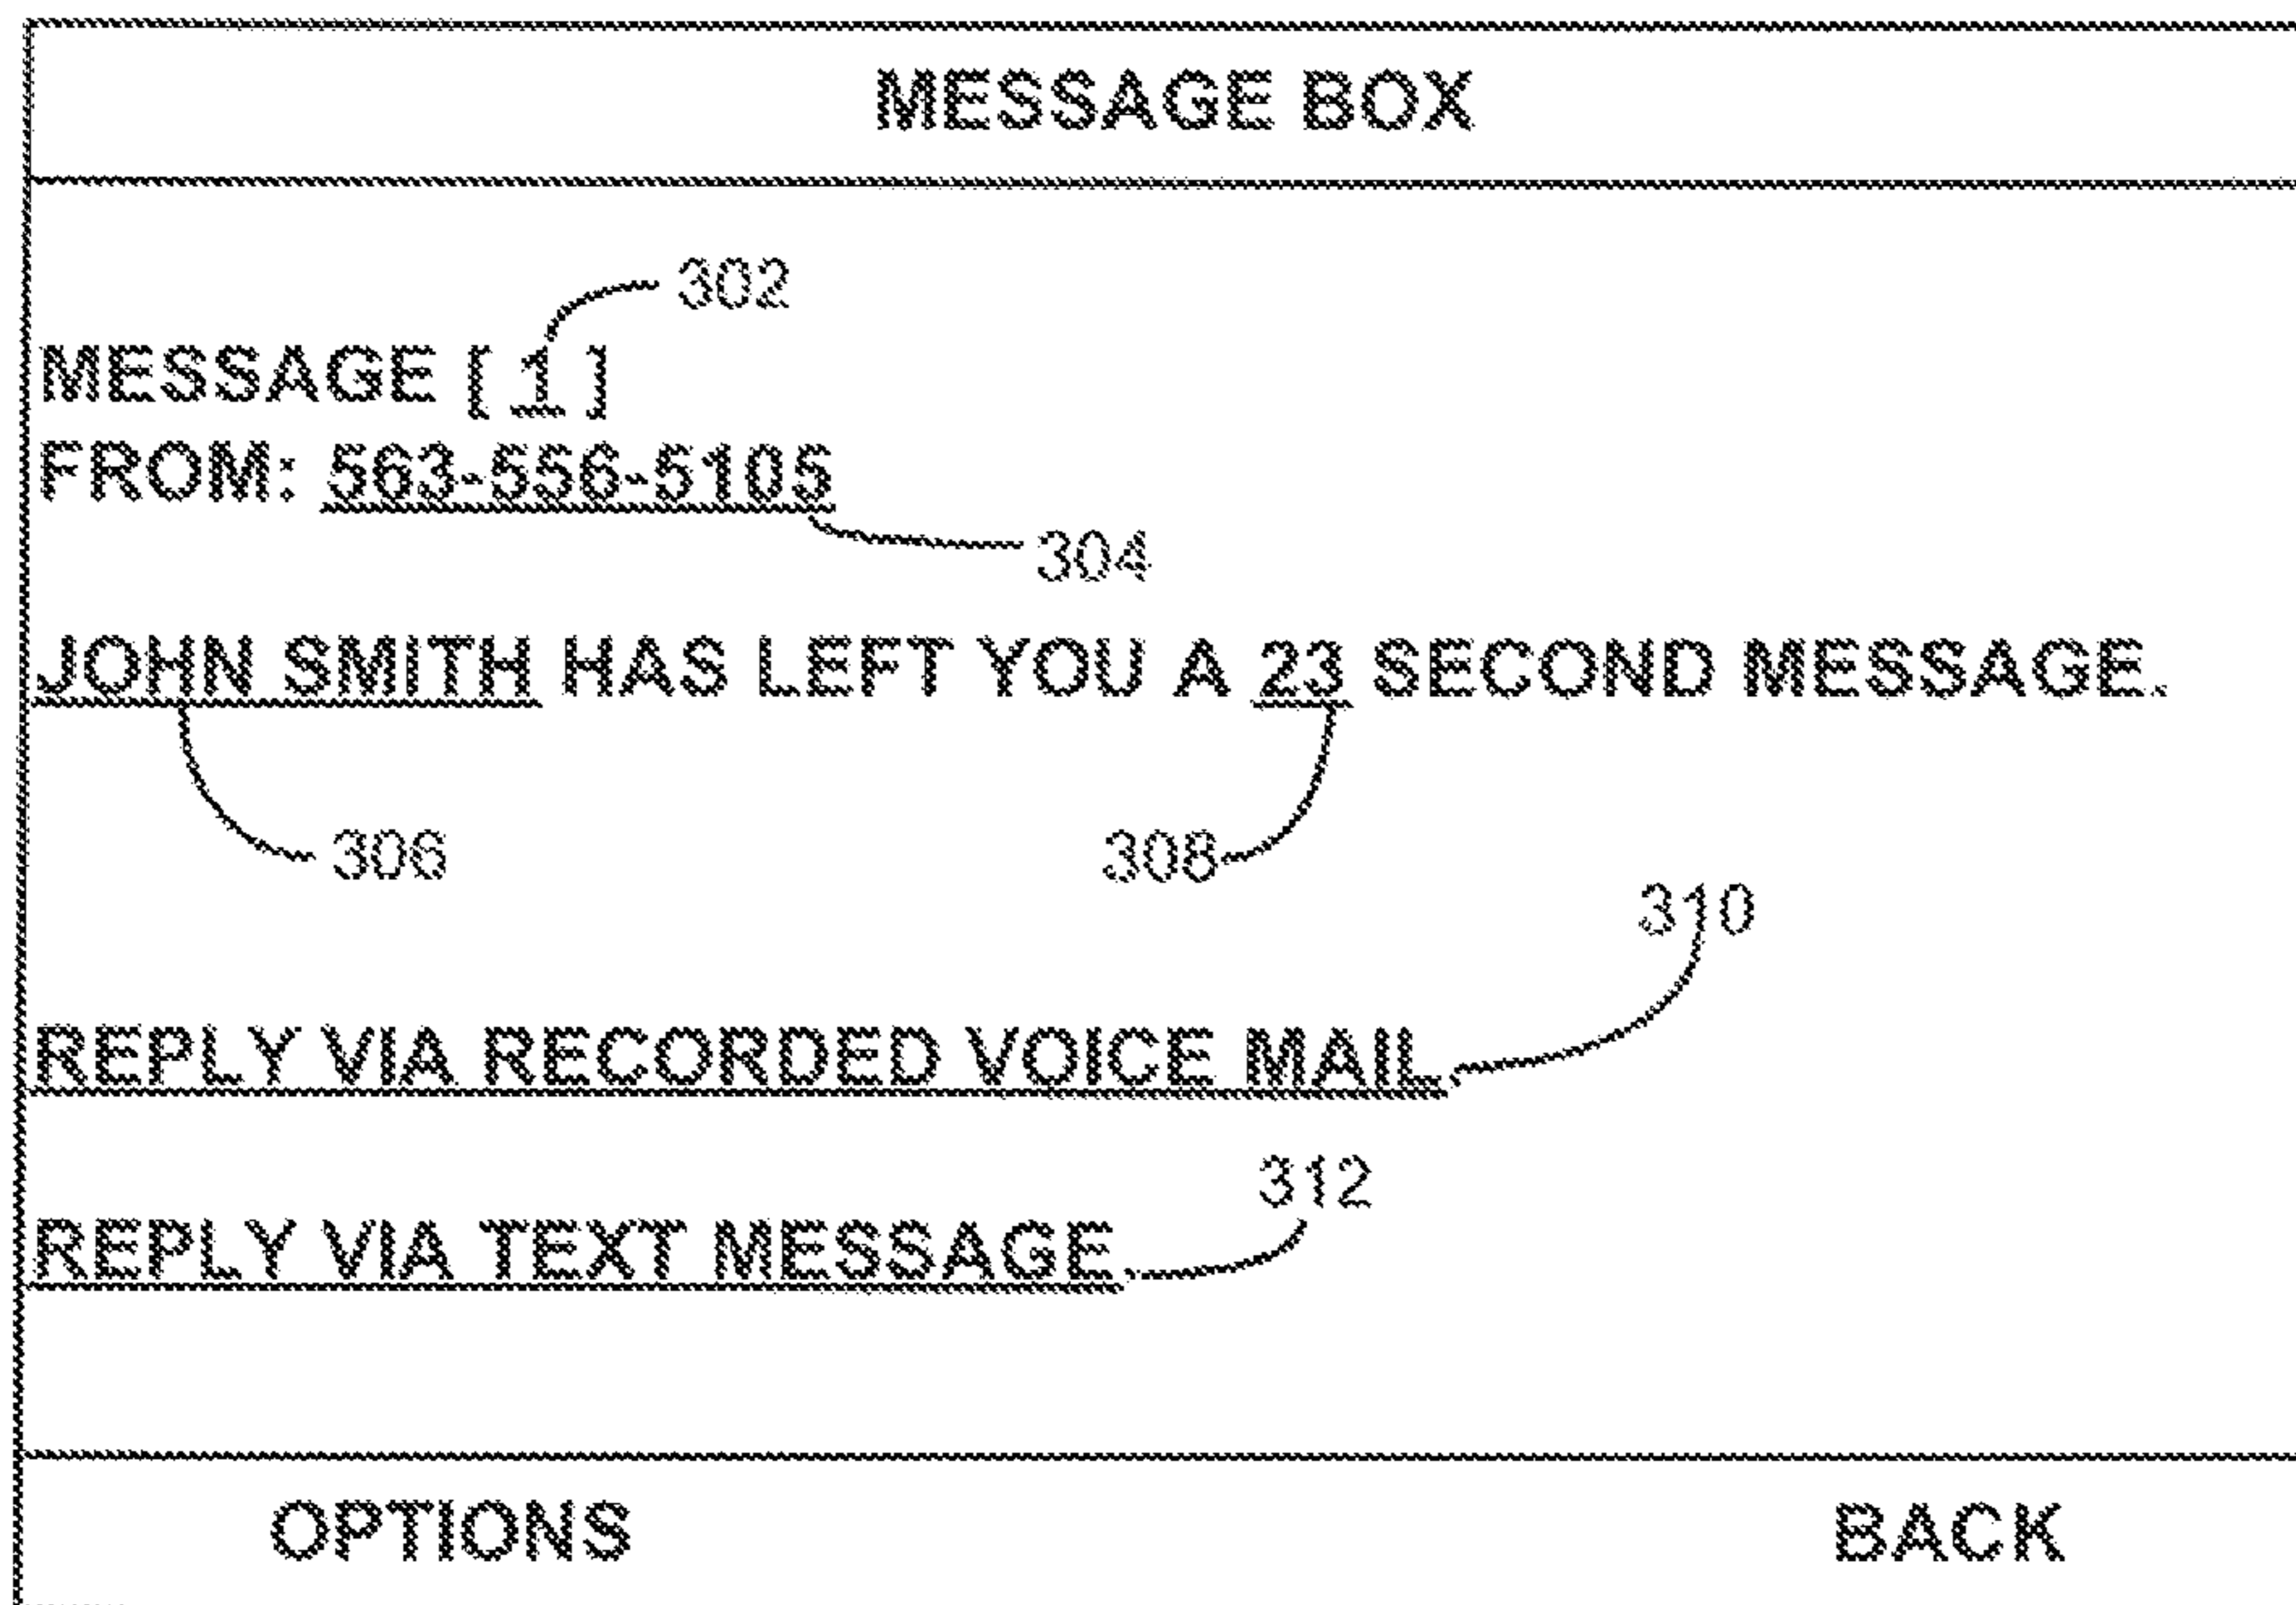 MESSAGE BOX
302
MESSAGE [ 1 ]
FROM: 563-556-5105
304
JOHN SMITH HAS LEFT YOU A 23 SECOND MESSAGE.
306 308
310
REPLY VIA RECORDED VOICE MAIL.
312
REPLY VIA TEXT MESSAGE.
OPTIONS BACK